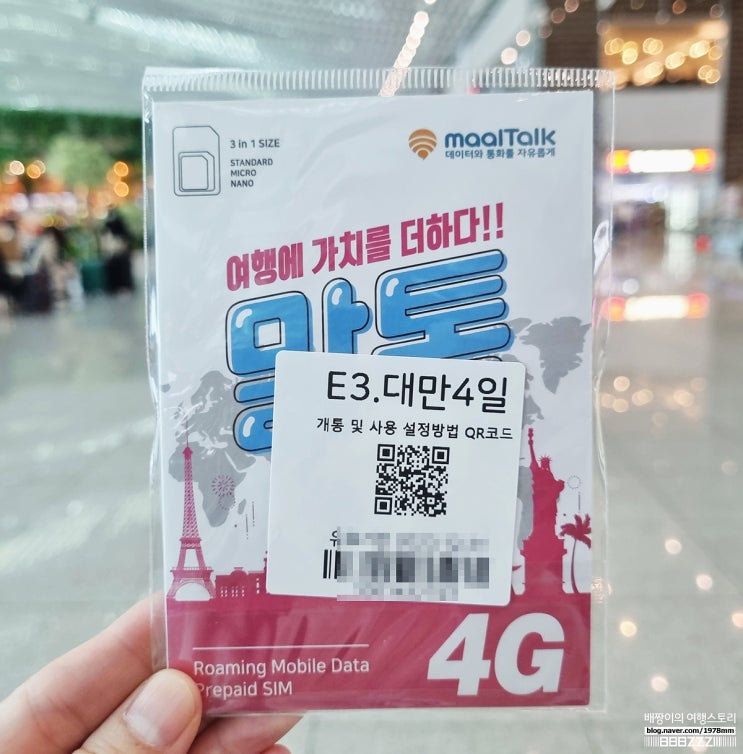 3 in 1 SIZE
STANDARD
MICRO
NANO
maalTalk
데이터와 통화를 자유롭게
여행에 가치를 더하다!!
말톡
E3.대만4일
개통 및 사용 설정방법 QR코드
4G
Roaming Mobile Data
Prepaid SIM
배짱이의 여행스토리
blog.naver.com/1978mm
BBBZZZI